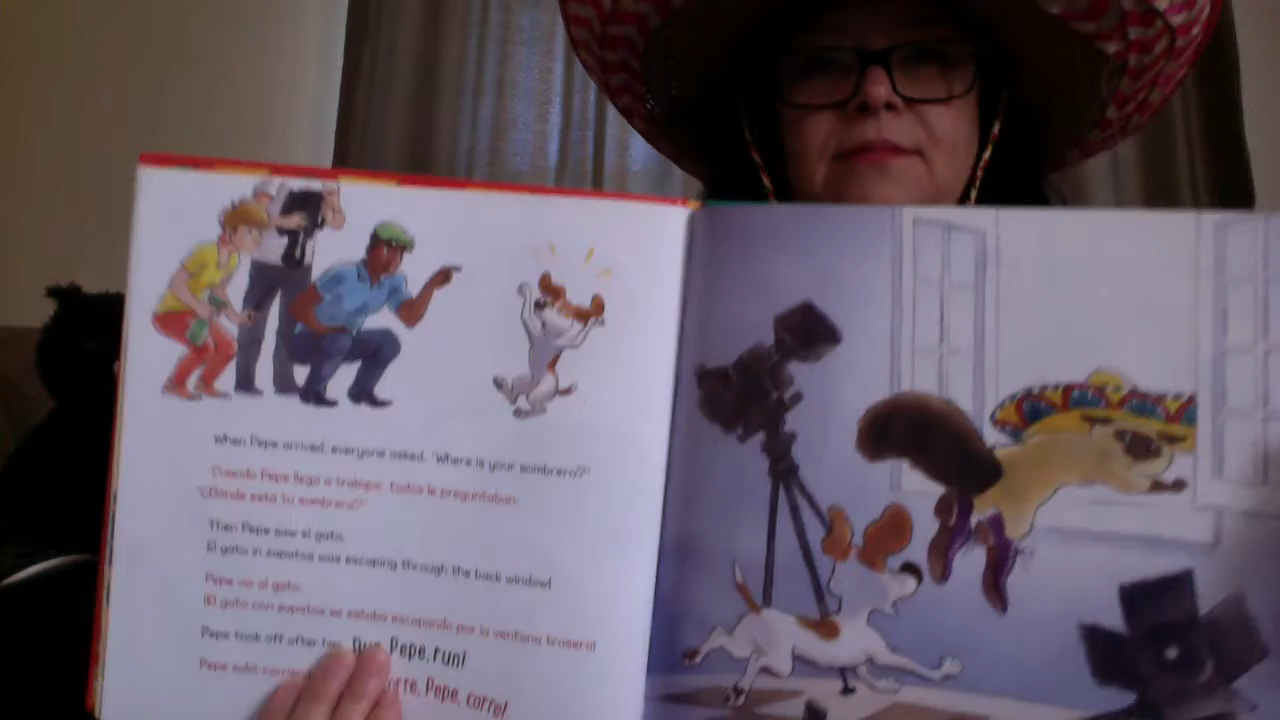 When Pepe arrived, everyone asked, "Where is your sombrero?"
Cuando Pepe llegó a trabajar, todos le preguntaban:
"¿Dónde está tu sombrero?"
Then Pepe saw el gato.
El gato in zapatos was escaping through the back window!
Pepe vio al gato.
¡El gato con zapatos se estaba escapando por la ventana trasera!
Pepe took off after Pepe, run!
Pepe salió Pepe, corre!